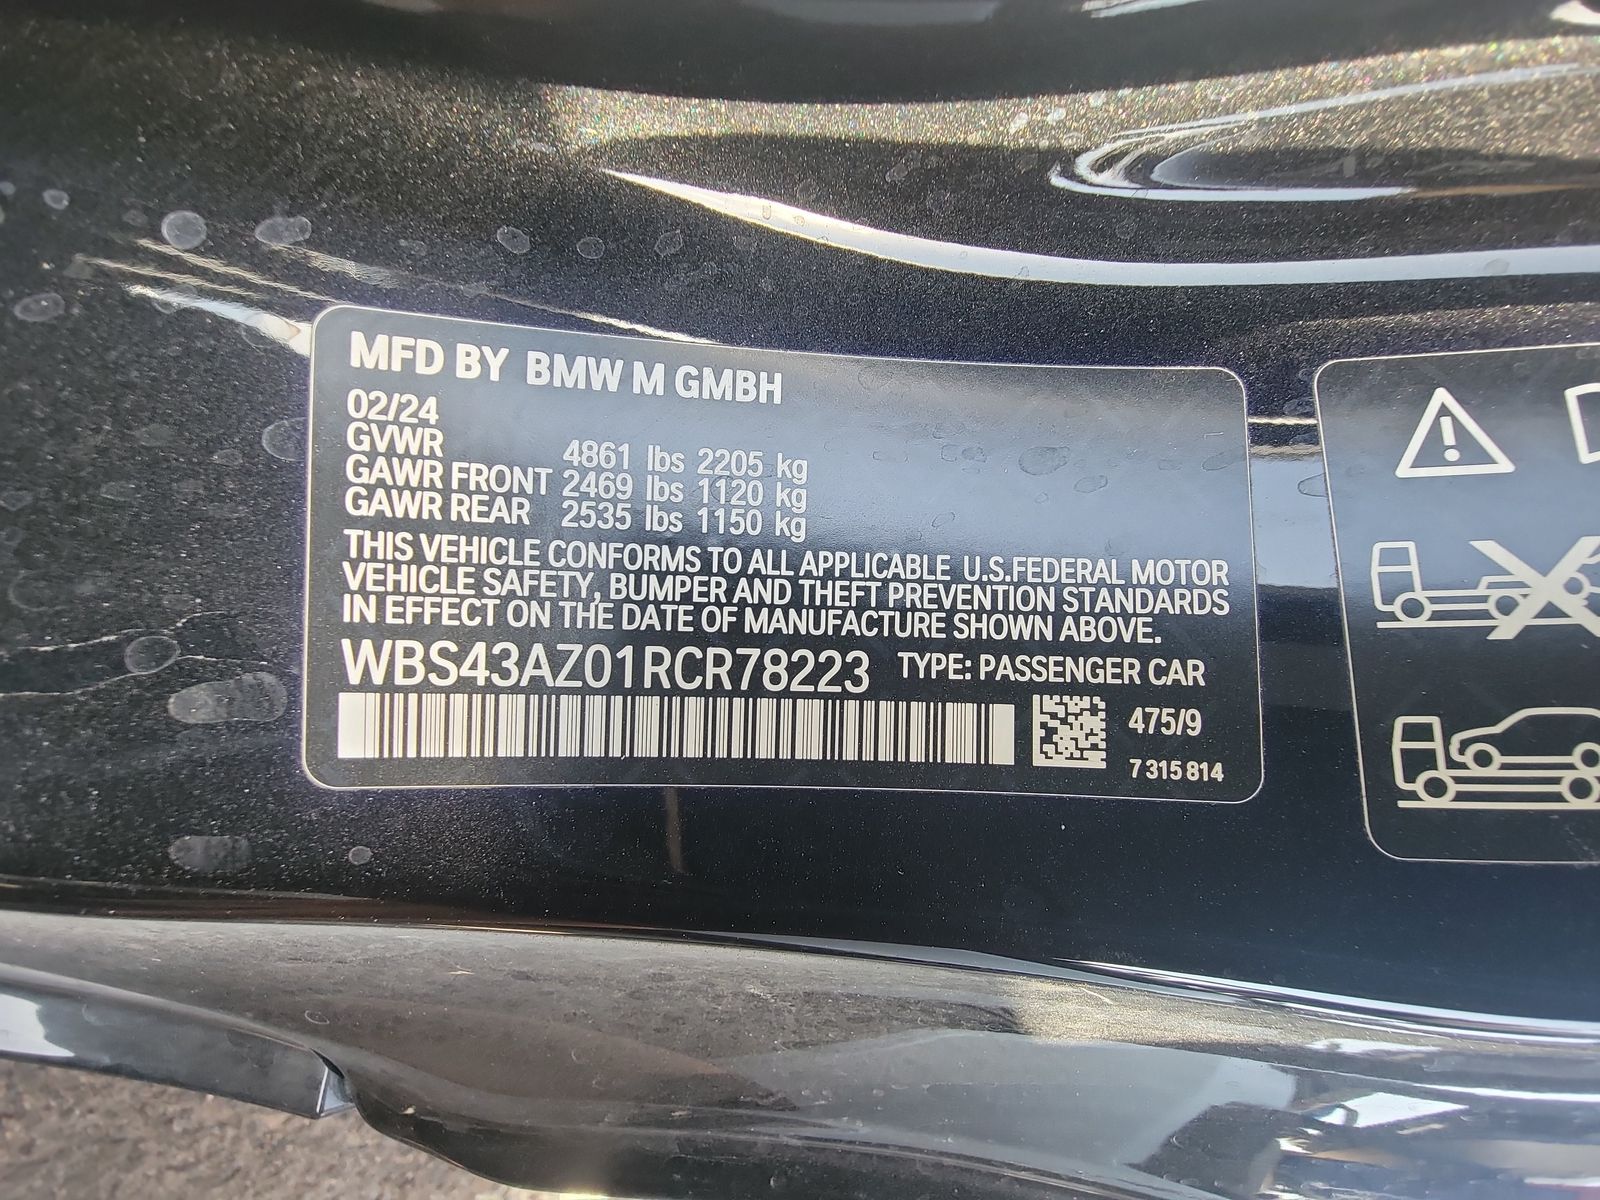 MFD BY BMW M GMBH
02/24
GVWR 4861 lbs 2205 kg
GAWR FRONT 2469 lbs 1120 kg
GAWR REAR 2535 lbs 1150 kg
THIS VEHICLE CONFORMS TO ALL APPLICABLE U.S.FEDERAL MOTOR
VEHICLE SAFETY, BUMPER AND THEFT PREVENTION STANDARDS
IN EFFECT ON THE DATE OF MANUFACTURE SHOWN ABOVE.
WBS43AZ01RCR78223 TYPE: PASSENGER CAR
475/9
7 315 814